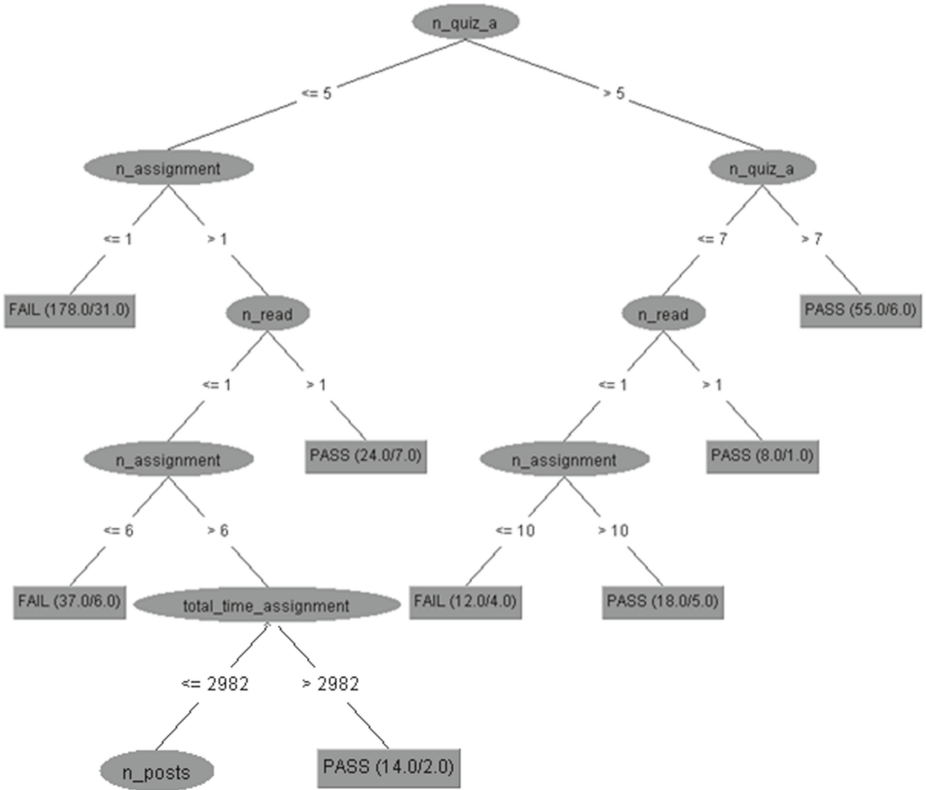 n_quiz_a
<= 5
> 5
n_assignment
n_quiz_a
<= 1
> 1
<= 7
> 7
FAIL (178.0/31.0)
n_read
n_read
PASS (55.0/6.0)
<= 1
> 1
<= 1
> 1
n_assignment
PASS (24.0/7.0)
n_assignment
PASS (8.0/1.0)
<= 6
> 6
<= 10
> 10
FAIL (37.0/6.0)
total_time_assignment
FAIL (12.0/4.0)
PASS (18.0/5.0)
<= 2982
> 2982
n_posts
PASS (14.0/2.0)